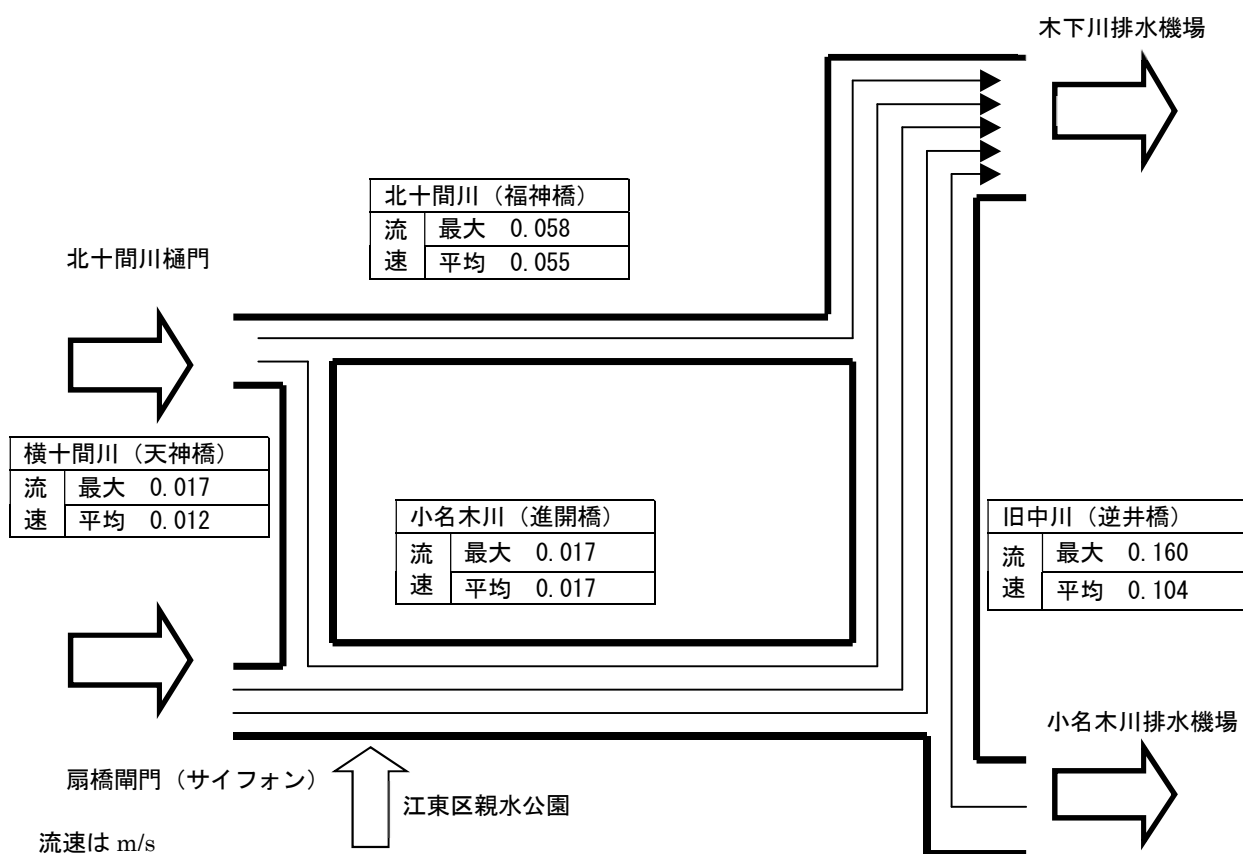 木下川排水機場
北十間川（福神橋）
流速 最大 0.058
平均 0.055
北十間川樋門
横十間川（天神橋）
流速 最大 0.017
平均 0.012
小名木川（進開橋）
流速 最大 0.017
平均 0.017
旧中川（逆井橋）
流速 最大 0.160
平均 0.104
小名木川排水機場
扇橋閘門（サイフォン）
江東区親水公園
流速は m/s